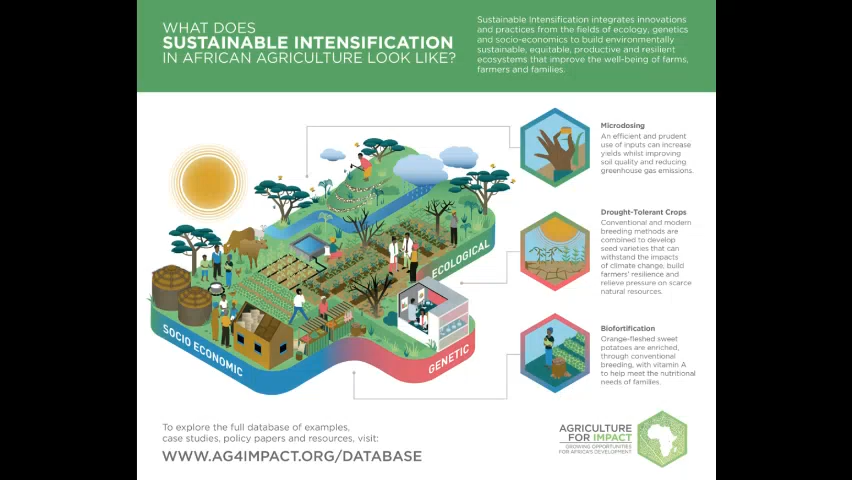 WHAT DOES
SUSTAINABLE INTENSIFICATION
IN AFRICAN AGRICULTURE LOOK LIKE?
Sustainable Intensification integrates innovations
and practices from the fields of ecology, genetics
and socio-economics to build environmentally
sustainable, equitable, productive and resilient
ecosystems that improve the well-being of farms,
farmers and families.
Microdosing
An efficient and prudent
use of inputs can increase
yields whilst improving
soil quality and reducing
greenhouse gas emissions.
Drought-Tolerant Crops
Conventional and modern
breeding methods are
combined to develop
seed varieties that can
withstand the impacts
of climate change, build
farmers' resilience and
relieve pressure on scarce
natural resources.
Biofortification
Orange-fleshed sweet
potatoes are enriched,
through conventional
breeding, with vitamin A
to help meet the nutritional
needs of families.
ECOLOGICAL
SOCIO ECONOMIC
GENETIC
To explore the full database of examples,
case studies, policy papers and resources, visit:
WWW.AG4IMPACT.ORG/DATABASE
AGRICULTURE
FOR IMPACT
GROWING OPPORTUNITIES
FOR AFRICA'S DEVELOPMENT